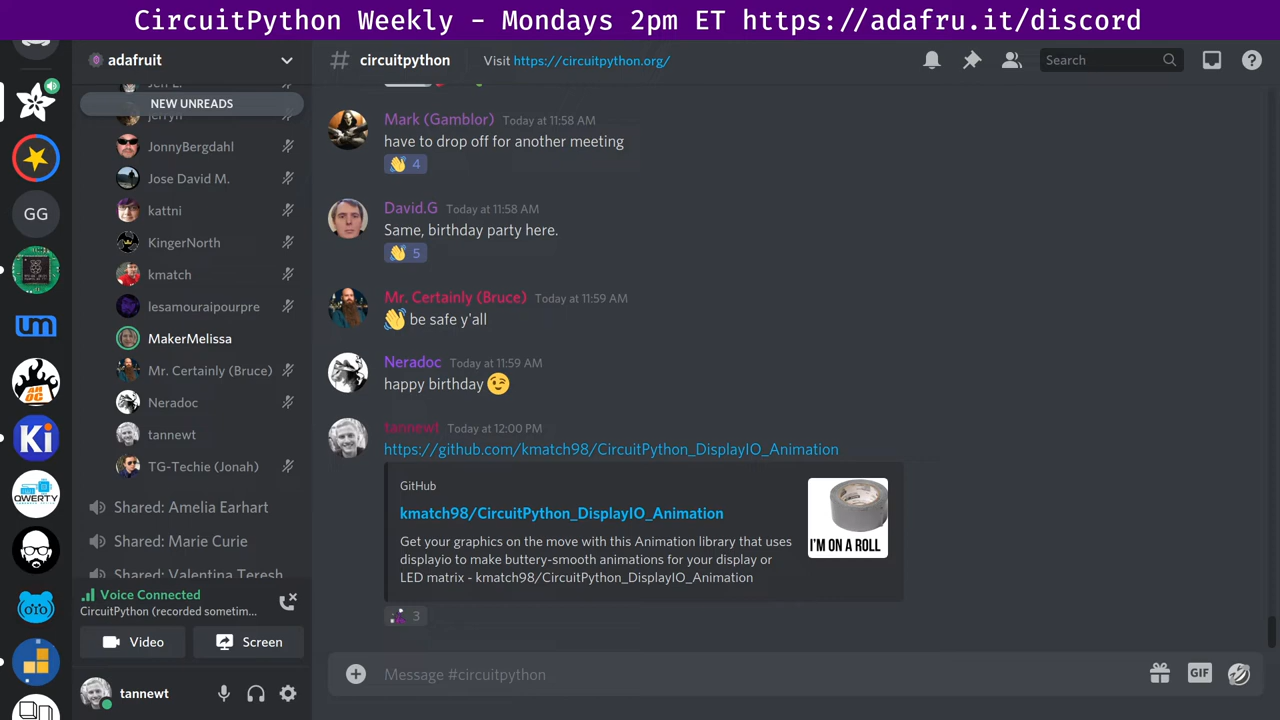 CircuitPython Weekly - Mondays 2pm ET https://adafru.it/discord
adafruit
NEW UNREADS
jerryn
JonnyBergdahl
Jose David M.
GG
kattni
KingerNorth
kmatch
lesamouraipourpre
MakerMelissa
Mr. Certainly (Bruce)
Neradoc
tannewt
TG-Techie (Jonah)
Shared: Amelia Earhart
Shared: Marie Curie
Shared: Valentina Teresh
Voice Connected
CircuitPython (recorded sometim...
Video
Screen
tannewt
um
Ki
QWERTY
circuitpython
Visit https://circuitpython.org/
Search
Mark (Gamblor) Today at 11:58 AM
have to drop off for another meeting
4
David.G Today at 11:58 AM
Same, birthday party here.
5
Mr. Certainly (Bruce) Today at 11:59 AM
be safe y'all
Neradoc Today at 11:59 AM
happy birthday
tannewt Today at 12:00 PM
https://github.com/kmatch98/CircuitPython_DisplayIO_Animation
GitHub
kmatch98/CircuitPython_DisplayIO_Animation
Get your graphics on the move with this Animation library that uses
displayio to make buttery-smooth animations for your display or
LED matrix - kmatch98/CircuitPython_DisplayIO_Animation
I'M ON A ROLL
3
Message #circuitpython
GIF